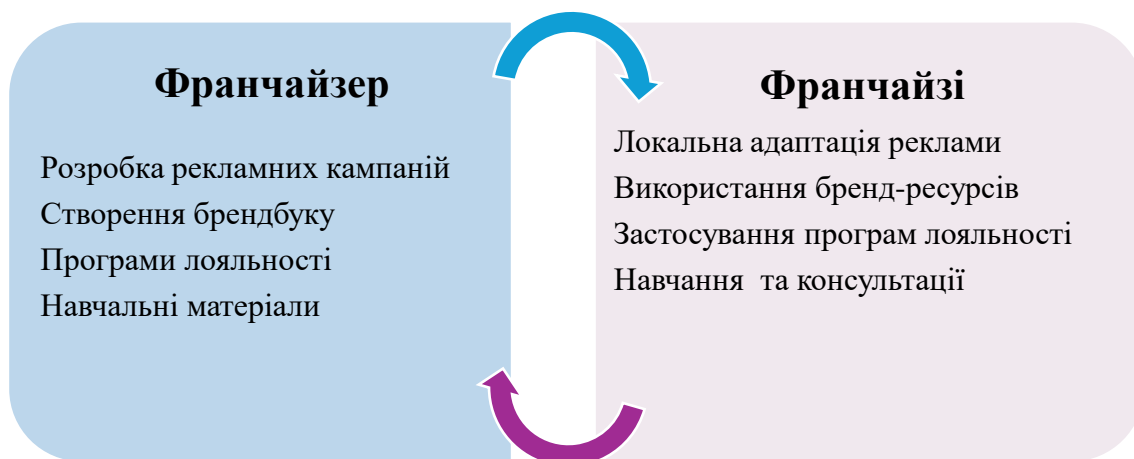 Франчайзер
Розробка рекламних кампаній
Створення брендбуку
Програми лояльності
Навчальні матеріали
Франчайзі
Локальна адаптація реклами
Використання бренд-ресурсів
Застосування програм лояльності
Навчання та консультації